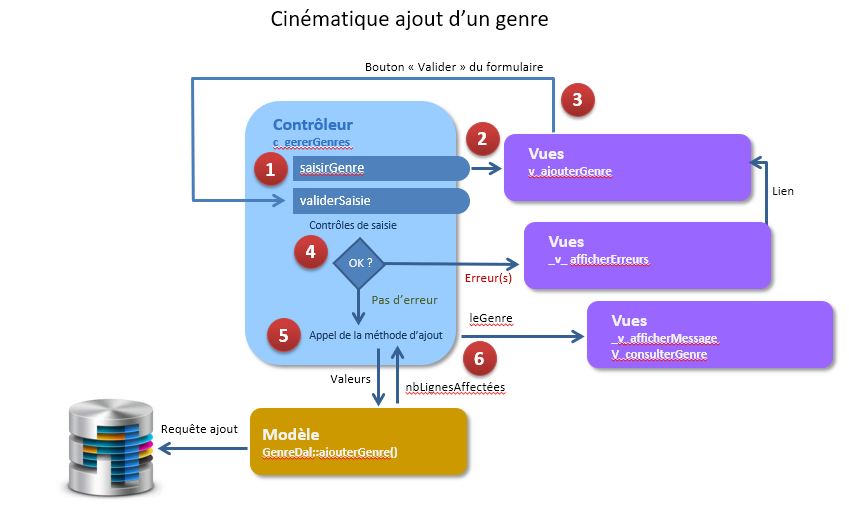 Cinématique ajout d’un genre
Bouton « Valider » du formulaire
3
Contrôleur
c_gererGenres
2
Vues
v_ajouterGenre
1
saisirGenre
validerSaisie
Lien
Contrôles de saisie
4
OK ?
Vues
_v_ afficherErreurs
Erreur(s)
Pas d’erreur
5
Appel de la méthode d’ajout
leGenre
6
Vues
_v_afficherMessage
V_consulterGenre
Valeurs
nbLignesAffectées
Requête ajout
Modèle
GenreDal::ajouterGenre()